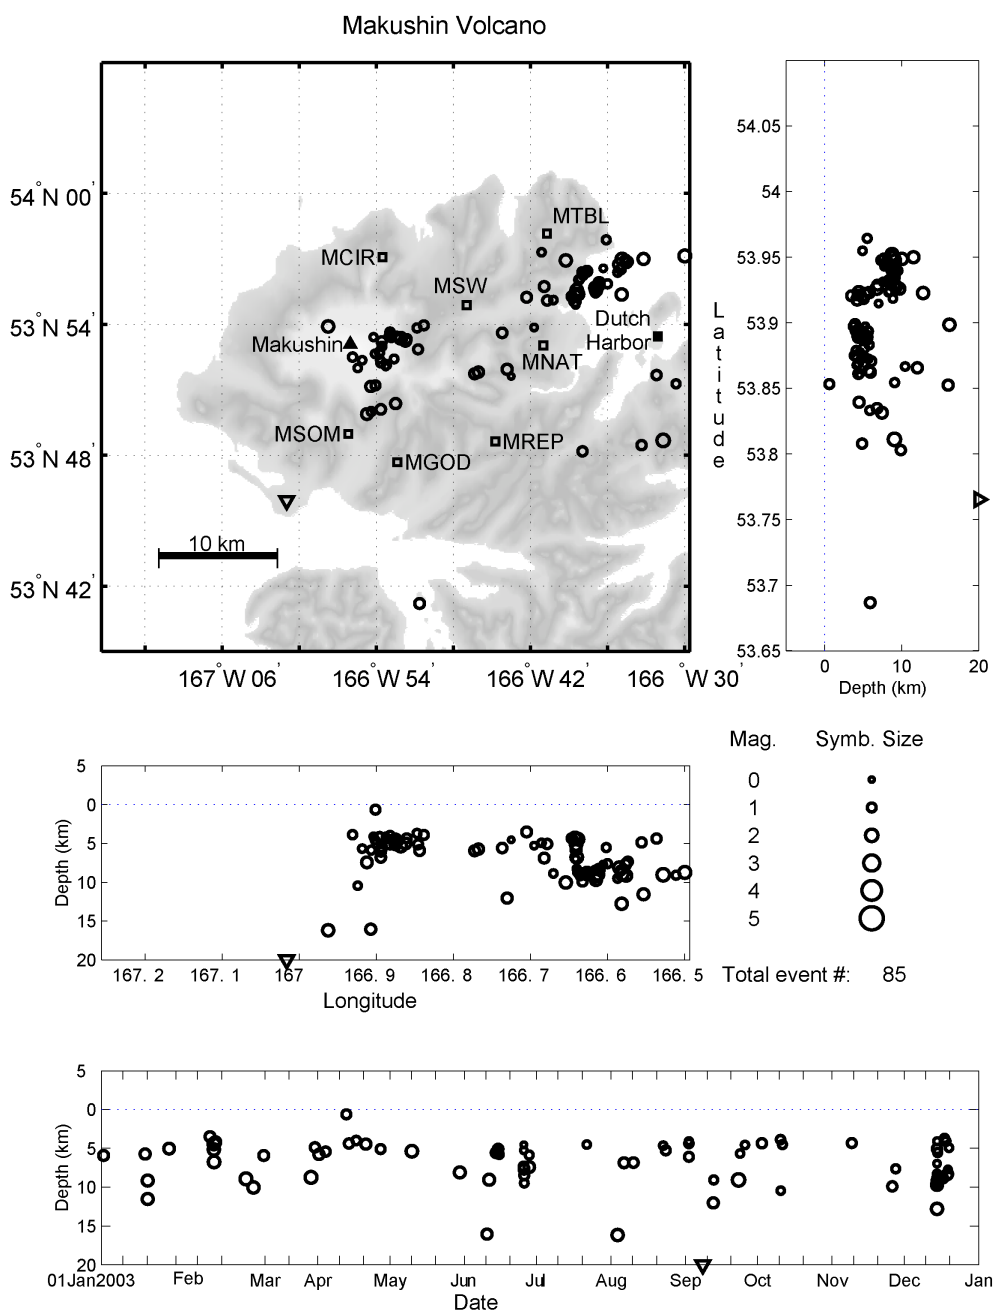 Makushin Volcano
54°N 00'
53°N 54'
53°N 48'
53°N 42'
167°W 06'
166°W 54'
166°W 42'
166°W 30'
MTBL
MCIR
MSW
Makushin
Dutch
Harbor
MNAT
MSOM
MREP
MGOD
10 km
54.05
54
53.95
53.9
53.85
53.8
53.75
53.7
53.65
Latitude
0 10 20
Depth (km)
5
0
5
10
15
20
Depth (km)
167. 2 167. 1 167 166. 9 166. 8 166. 7 166. 6 166. 5
Longitude
Mag. Symb. Size
0
1
2
3
4
5
Total event #: 85
5
0
5
10
15
20
Depth (km)
01Jan2003 Feb Mar Apr May Jun Jul Aug Sep Oct Nov Dec Jan
Date